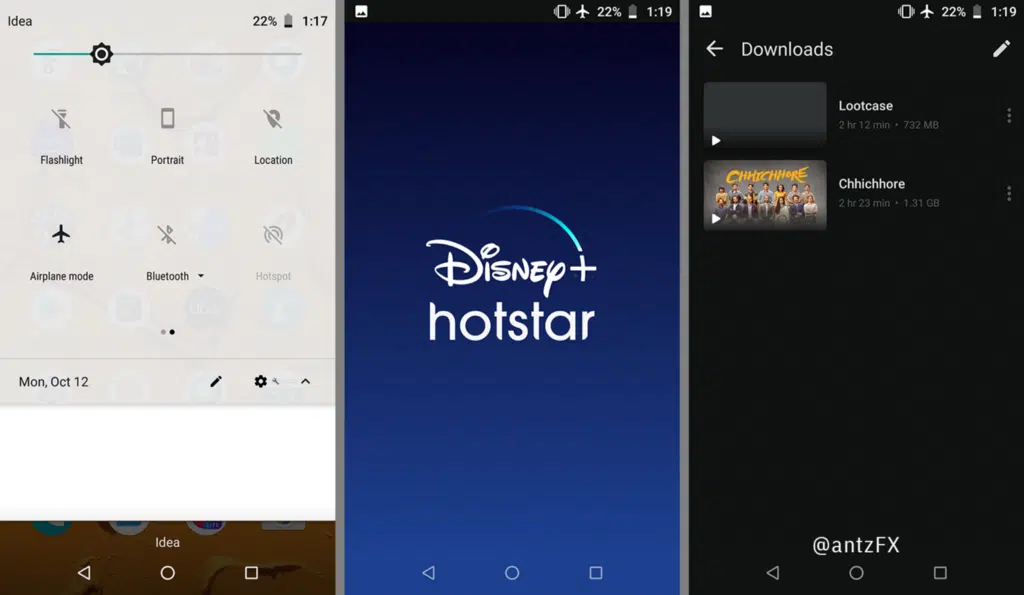 Idea
22%
1:17
Flashlight
Portrait
Location
Airplane mode
Bluetooth
Hotspot
Mon, Oct 12
Idea
22%
1:19
Disney+
hotstar
22%
1:19
Downloads
Lootcase
2 hr 12 min • 732 MB
CHHICHHORE
Chhichhore
2 hr 23 min • 1.31 GB
@antzFX